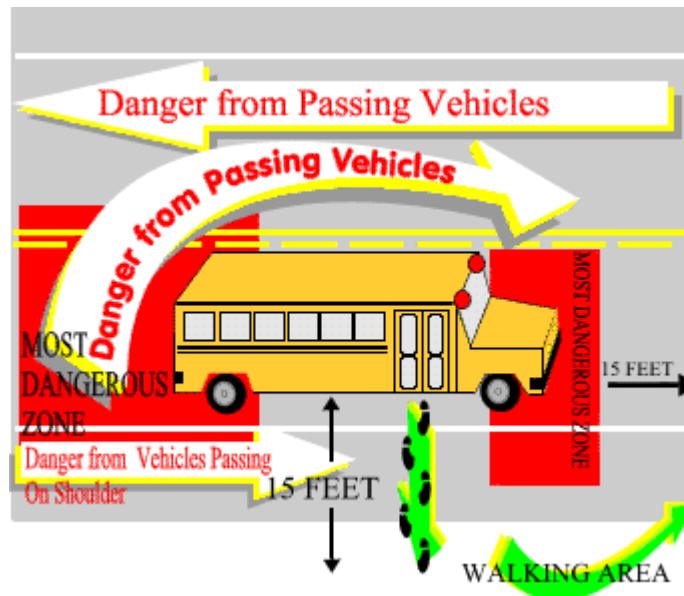 Danger from Passing Vehicles
Danger from Passing Vehicles
MOST DANGEROUS ZONE
MOST
DANGEROUS
ZONE
15 FEET
Danger from Vehicles Passing
On Shoulder
15 FEET
WALKING AREA